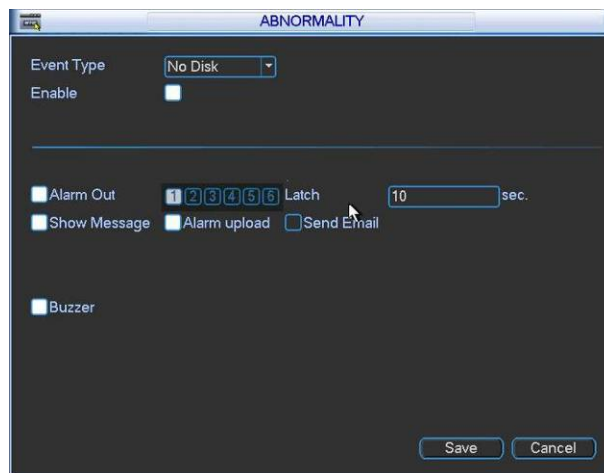 ABNORMALITY
Event Type No Disk
Enable
Alarm Out 1 2 3 4 5 6 Latch 10 sec.
Show Message Alarm upload Send Email
Buzzer
Save Cancel